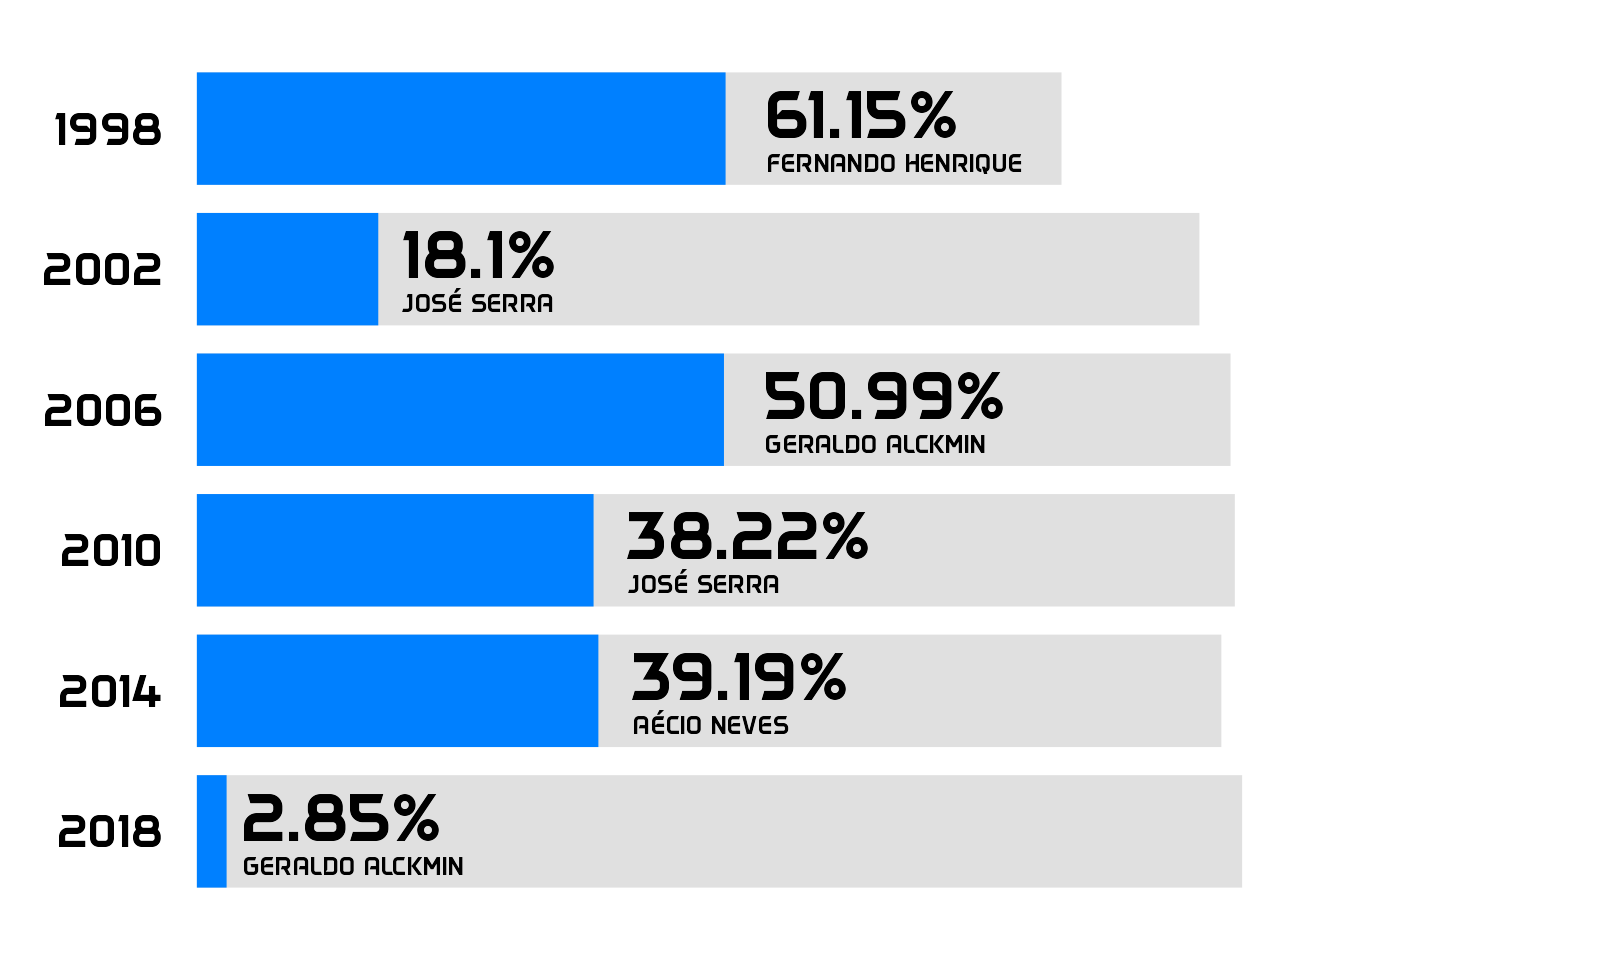 1998
61.15%
FERNANDO HENRIQUE
2002
18.1%
JOSÉ SERRA
2006
50.99%
GERALDO ALCKMIN
2010
38.22%
JOSÉ SERRA
2014
39.19%
AÉCIO NEVES
2018
2.85%
GERALDO ALCKMIN